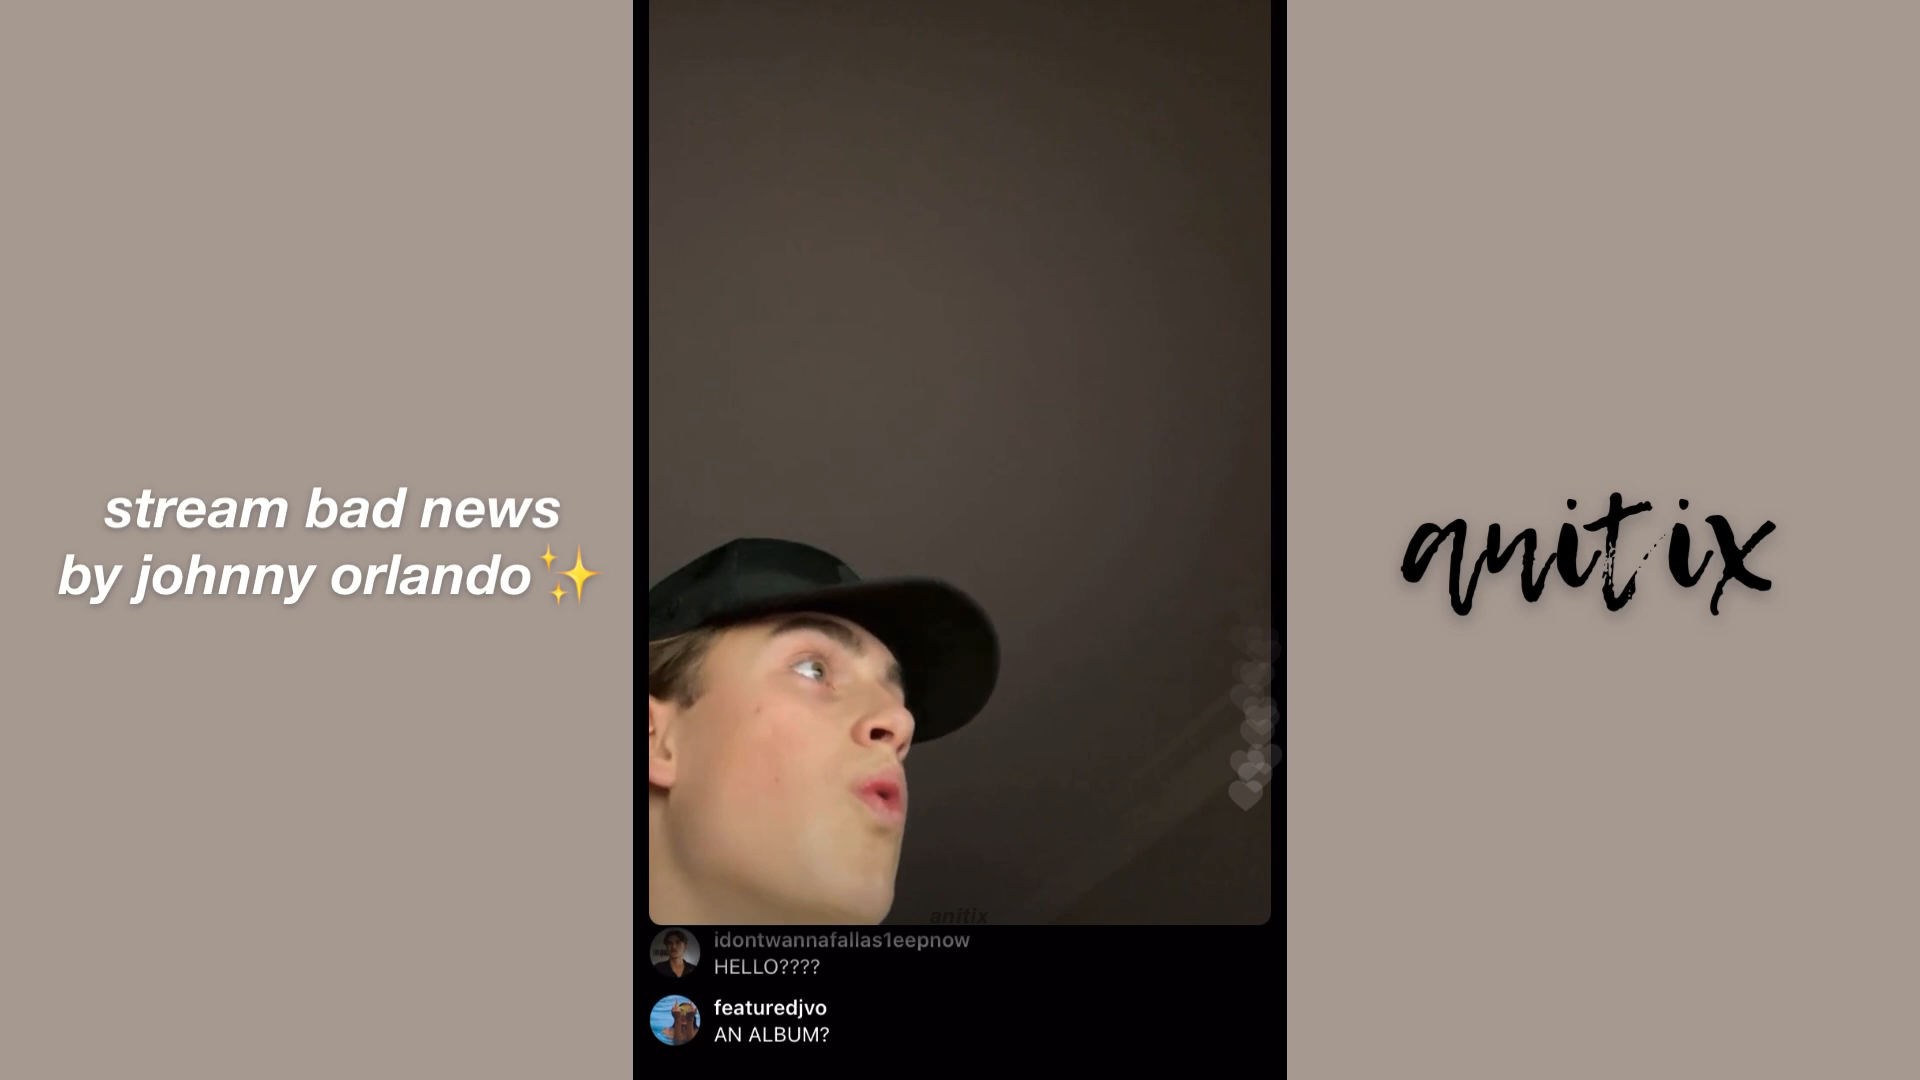 stream bad news
by johnny orlando✨
anitix
anitix
idontwannafallas1eepnow
HELLO????
featuredjvo
AN ALBUM?